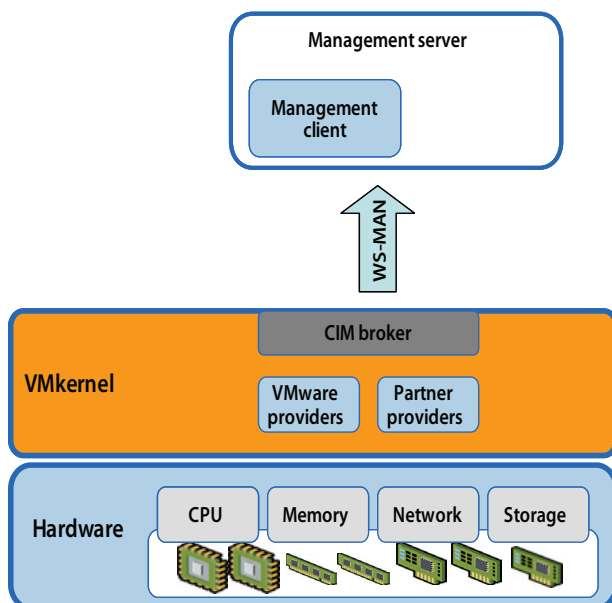 Management server
Management
client
WS-MAN
CIM broker
VMkernel
VMware
providers
Partner
providers
Hardware
CPU
Memory
Network
Storage